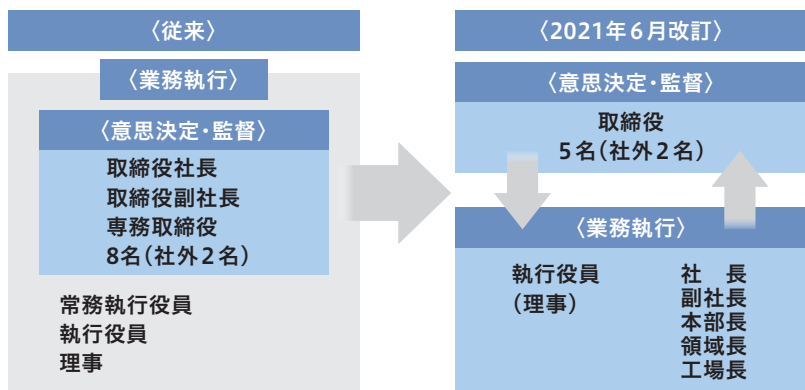 〈従来〉
〈業務執行〉
〈意思決定・監督〉
取締役社長
取締役副社長
専務取締役
8名(社外2名)
常務執行役員
執行役員
理事
〈2021年6月改訂〉
〈意思決定・監督〉
取締役
5名(社外2名)
〈業務執行〉
執行役員
(理事)
社　長
副社長
本部長
領域長
工場長